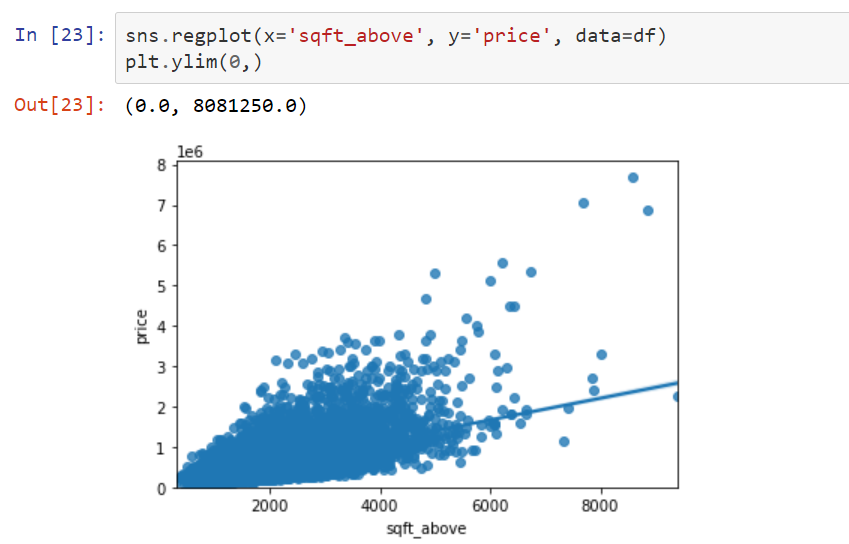 In [23]: sns.regplot(x='sqft_above', y='price', data=df)
plt.ylim(0,)
Out[23]: (0.0, 8081250.0)
1e6
8
7
6
5
4
3
2
1
0
price
2000 4000 6000 8000
sqft_above